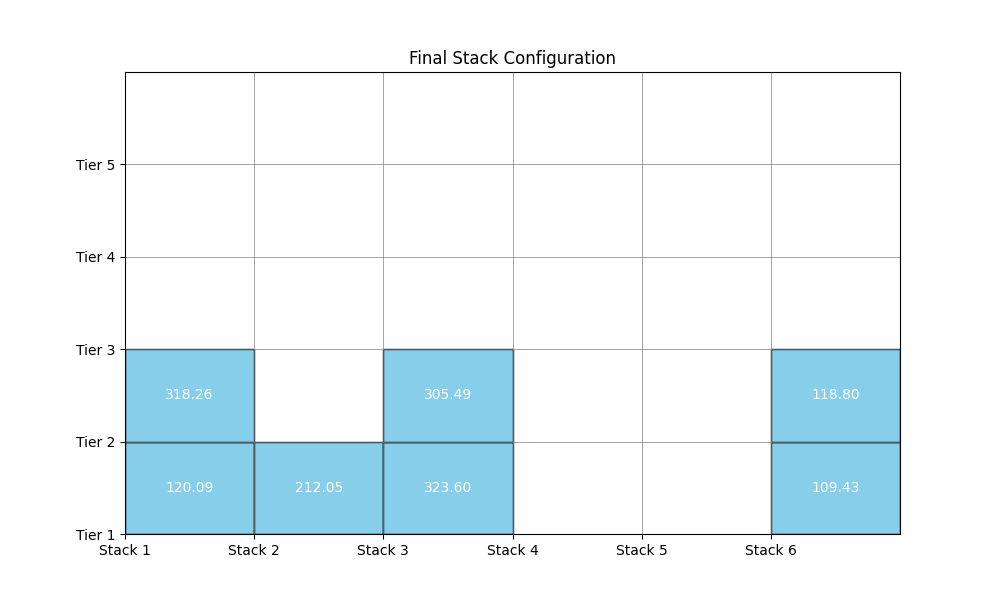 Final Stack Configuration
Tier 5
Tier 4
Tier 3
318.26 305.49 118.80
Tier 2
120.09 212.05 323.60 109.43
Tier 1
Stack 1 Stack 2 Stack 3 Stack 4 Stack 5 Stack 6